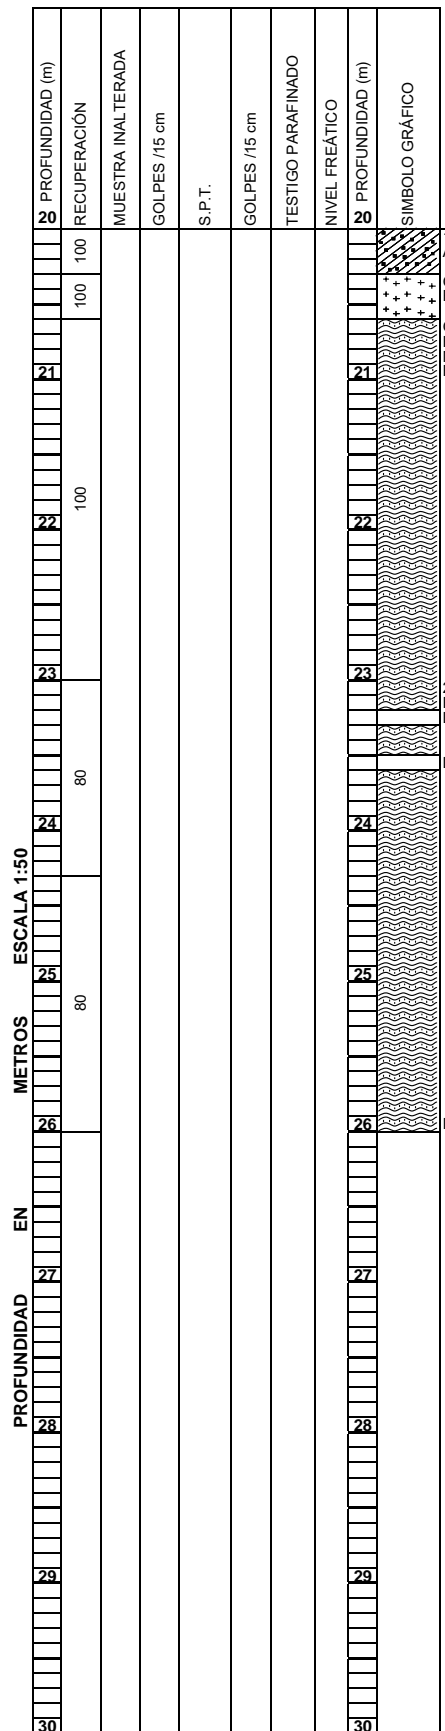 PROFUNDIDAD (m)
RECUPERACIÓN
MUESTRA INALTERADA
GOLPES /15 cm
S.P.T.
GOLPES /15 cm
TESTIGO PARAFINADO
NIVEL FREÁTICO
PROFUNDIDAD (m)
SIMBOLO GRÁFICO
20 20
100
100
21 21
100
22 22
23 23
80
24 24
80
25 25
26 26
27 27
28 28
29 29
30 30
PROFUNDIDAD EN METROS ESCALA 1:50